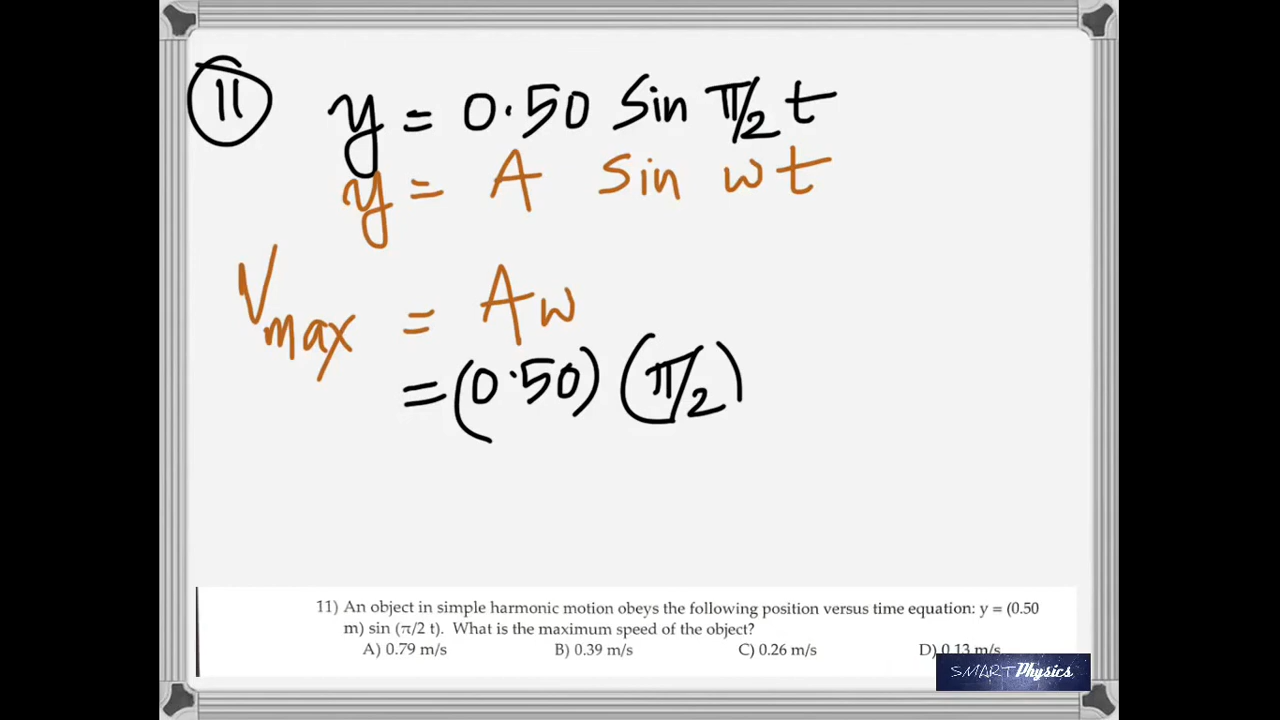 11
y = 0.50 Sin π/2 t
y = A Sin ω t
Vmax = Aω
= (0.50) (π/2)
11) An object in simple harmonic motion obeys the following position versus time equation: y = (0.50
m) sin (π/2 t). What is the maximum speed of the object?
A) 0.79 m/s B) 0.39 m/s C) 0.26 m/s D) 0.13 m/s
SMART Physics